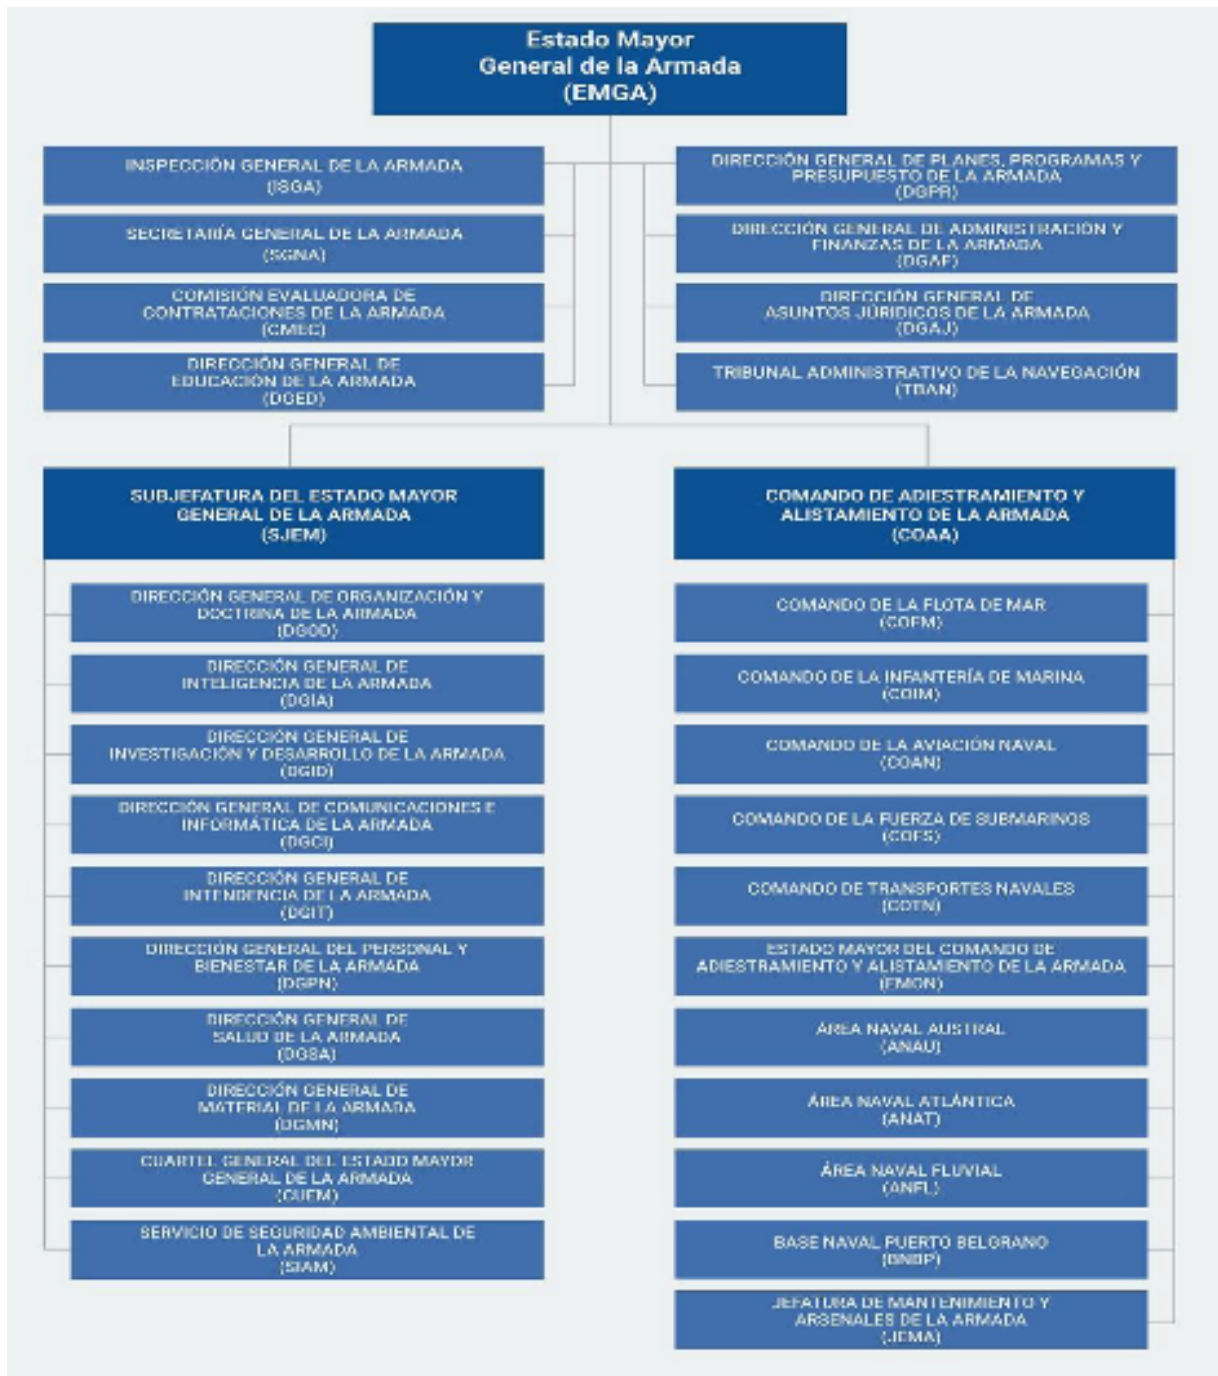 Estado Mayor
General de la Armada
(EMGA)
INSPECCIÓN GENERAL DE LA ARMADA
(ISGA)
SECRETARÍA GENERAL DE LA ARMADA
(SGNA)
COMISIÓN EVALUADORA DE
CONTRATACIONES DE LA ARMADA
(CMEC)
DIRECCIÓN GENERAL DE
EDUCACIÓN DE LA ARMADA
(DGED)
DIRECCIÓN GENERAL DE PLANES, PROGRAMAS Y
PRESUPUESTO DE LA ARMADA
(DGPR)
DIRECCIÓN GENERAL DE ADMINISTRACIÓN Y
FINANZAS DE LA ARMADA
(DGAF)
DIRECCIÓN GENERAL DE
ASUNTOS JÚRIDICOS DE LA ARMADA
(DGAJ)
TRIBUNAL ADMINISTRATIVO DE LA NAVEGACIÓN
(TBAN)
SUBJEFATURA DEL ESTADO MAYOR
GENERAL DE LA ARMADA
(SJEM)
DIRECCIÓN GENERAL DE ORGANIZACIÓN Y
DOCTRINA DE LA ARMADA
(DGOD)
DIRECCIÓN GENERAL DE
INTELIGENCIA DE LA ARMADA
(DGIA)
DIRECCIÓN GENERAL DE
INVESTIGACIÓN Y DESARROLLO DE LA ARMADA
(DGID)
DIRECCIÓN GENERAL DE COMUNICACIONES E
INFORMÁTICA DE LA ARMADA
(DGCI)
DIRECCIÓN GENERAL DE
INTENDENCIA DE LA ARMADA
(DGIT)
DIRECCIÓN GENERAL DEL PERSONAL Y
BIENESTAR DE LA ARMADA
(DGPN)
DIRECCIÓN GENERAL DE
SALUD DE LA ARMADA
(DGSA)
DIRECCIÓN GENERAL DE
MATERIAL DE LA ARMADA
(DGMN)
CUARTEL GENERAL DEL ESTADO MAYOR
GENERAL DE LA ARMADA
(CUEM)
SERVICIO DE SEGURIDAD AMBIENTAL DE
LA ARMADA
(SIAM)
COMANDO DE ADIESTRAMIENTO Y
ALISTAMIENTO DE LA ARMADA
(COAA)
COMANDO DE LA FLOTA DE MAR
(COFM)
COMANDO DE LA INFANTERÍA DE MARINA
(COIM)
COMANDO DE LA AVIACIÓN NAVAL
(COAN)
COMANDO DE LA FUERZA DE SUBMARINOS
(COFS)
COMANDO DE TRANSPORTES NAVALES
(COTN)
ESTADO MAYOR DEL COMANDO DE
ADIESTRAMIENTO Y ALISTAMIENTO DE LA ARMADA
(EMON)
ÁREA NAVAL AUSTRAL
(ANAU)
ÁREA NAVAL ATLÁNTICA
(ANAT)
ÁREA NAVAL FLUVIAL
(ANFL)
BASE NAVAL PUERTO BELGRANO
(BNBP)
JEFATURA DE MANTENIMIENTO Y
ARSENALES DE LA ARMADA
(JEMA)